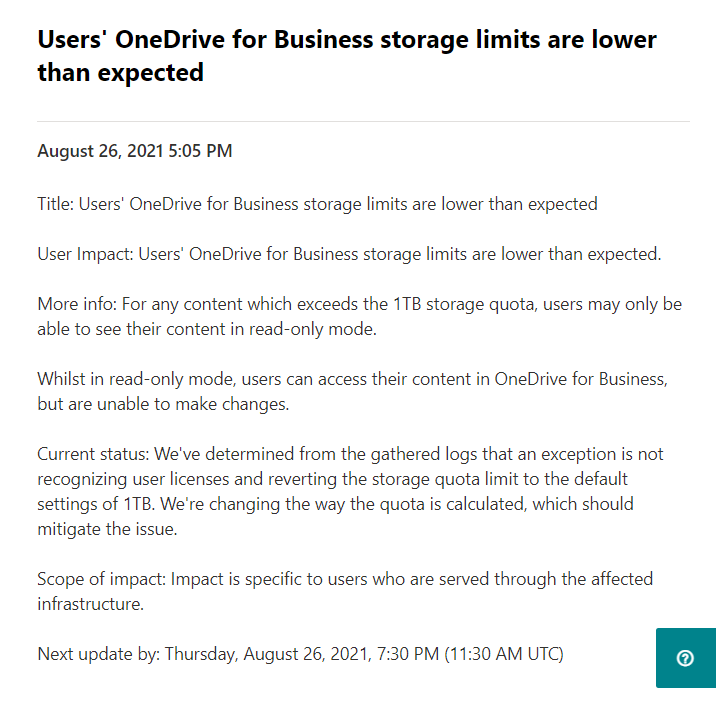 Users' OneDrive for Business storage limits are lower
than expected
August 26, 2021 5:05 PM
Title: Users' OneDrive for Business storage limits are lower than expected
User Impact: Users' OneDrive for Business storage limits are lower than expected.
More info: For any content which exceeds the 1TB storage quota, users may only be
able to see their content in read-only mode.
Whilst in read-only mode, users can access their content in OneDrive for Business,
but are unable to make changes.
Current status: We've determined from the gathered logs that an exception is not
recognizing user licenses and reverting the storage quota limit to the default
settings of 1TB. We're changing the way the quota is calculated, which should
mitigate the issue.
Scope of impact: Impact is specific to users who are served through the affected
infrastructure.
Next update by: Thursday, August 26, 2021, 7:30 PM (11:30 AM UTC)